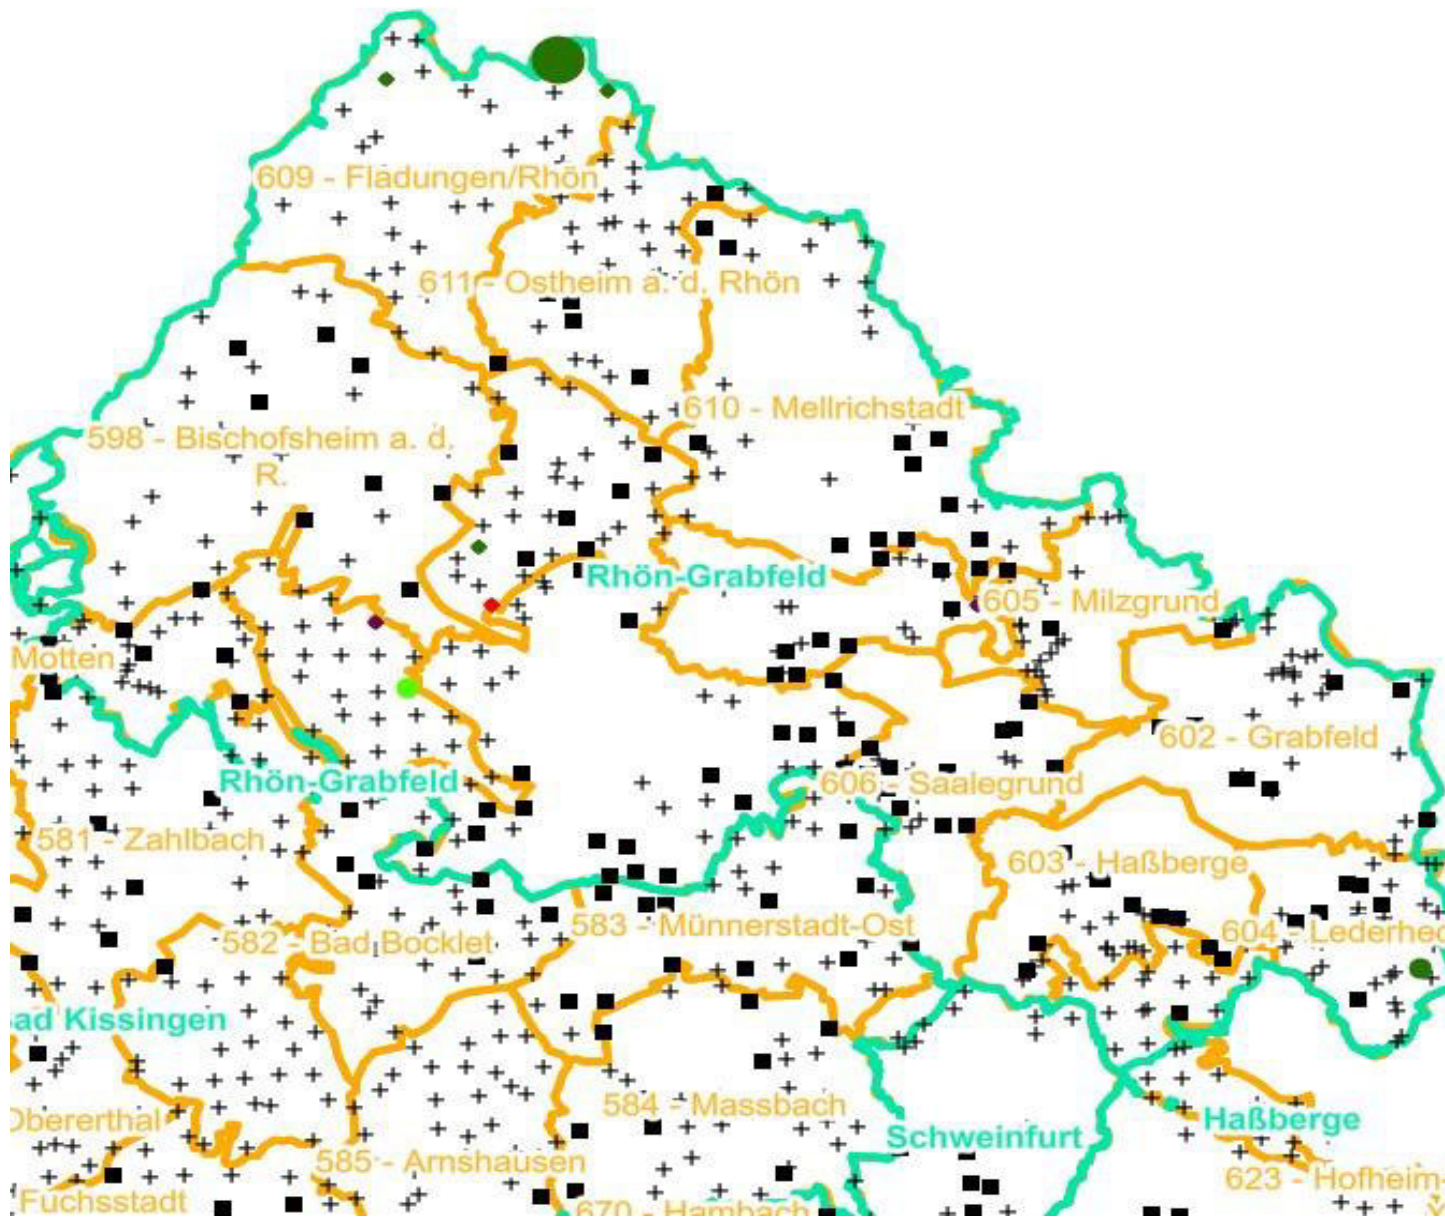 609 - Fladungen/Rhön
611 - Ostheim a. d. Rhön
610 - Mellrichstadt
598 - Bischofsheim a. d.
R.
Rhön-Grabfeld
605 - Milzgrund
Motten
602 - Grabfeld
Rhön-Grabfeld
606 - Saalegrund
581 - Zahlbach
603 - Haßberge
583 - Münnerstadt-Ost
604 - Lederhec
582 - Bad Bocklet
ad Kissingen
584 - Massbach
Obererthal
Haßberge
Schweinfurt
585 - Arnshausen
623 - Hofheim-
Fuchsstadt
670 - Hambach